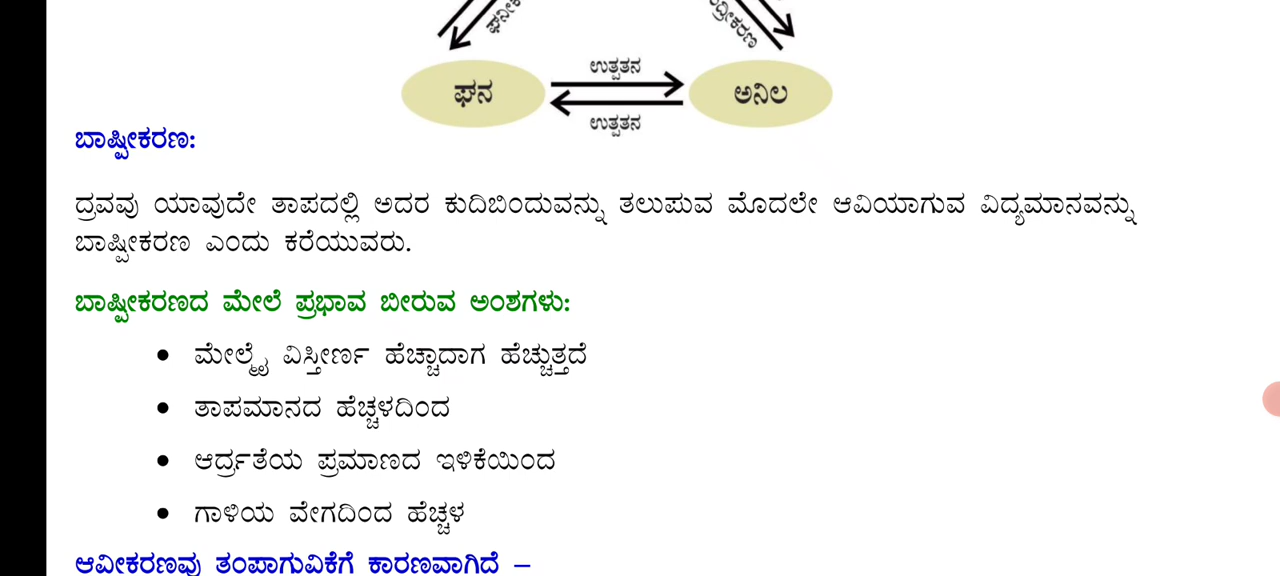 ಉತ್ಪತನ
ಘನ
ಅನಿಲ
ಉತ್ಪತನ
ಬಾಷ್ಪೀಕರಣ:
ದ್ರವವು ಯಾವುದೇ ತಾಪದಲ್ಲಿ ಅದರ ಕುದಿಬಿಂದುವನ್ನು ತಲುಪುವ ಮೊದಲೇ ಆವಿಯಾಗುವ ವಿದ್ಯಮಾನವನ್ನು
ಬಾಷ್ಪೀಕರಣ ಎಂದು ಕರೆಯುವರು.
ಬಾಷ್ಪೀಕರಣದ ಮೇಲೆ ಪ್ರಭಾವ ಬೀರುವ ಅಂಶಗಳು:
• ಮೇಲ್ಮೈ ವಿಸ್ತೀರ್ಣ ಹೆಚ್ಚಾದಾಗ ಹೆಚ್ಚುತ್ತದೆ
• ತಾಪಮಾನದ ಹೆಚ್ಚಳದಿಂದ
• ಆರ್ದ್ರತೆಯ ಪ್ರಮಾಣದ ಇಳಿಕೆಯಿಂದ
• ಗಾಳಿಯ ವೇಗದಿಂದ ಹೆಚ್ಚಳ
ಆವೀಕರಣವು ತಂಪಾಗುವಿಕೆಗೆ ಕಾರಣವಾಗಿದೆ –